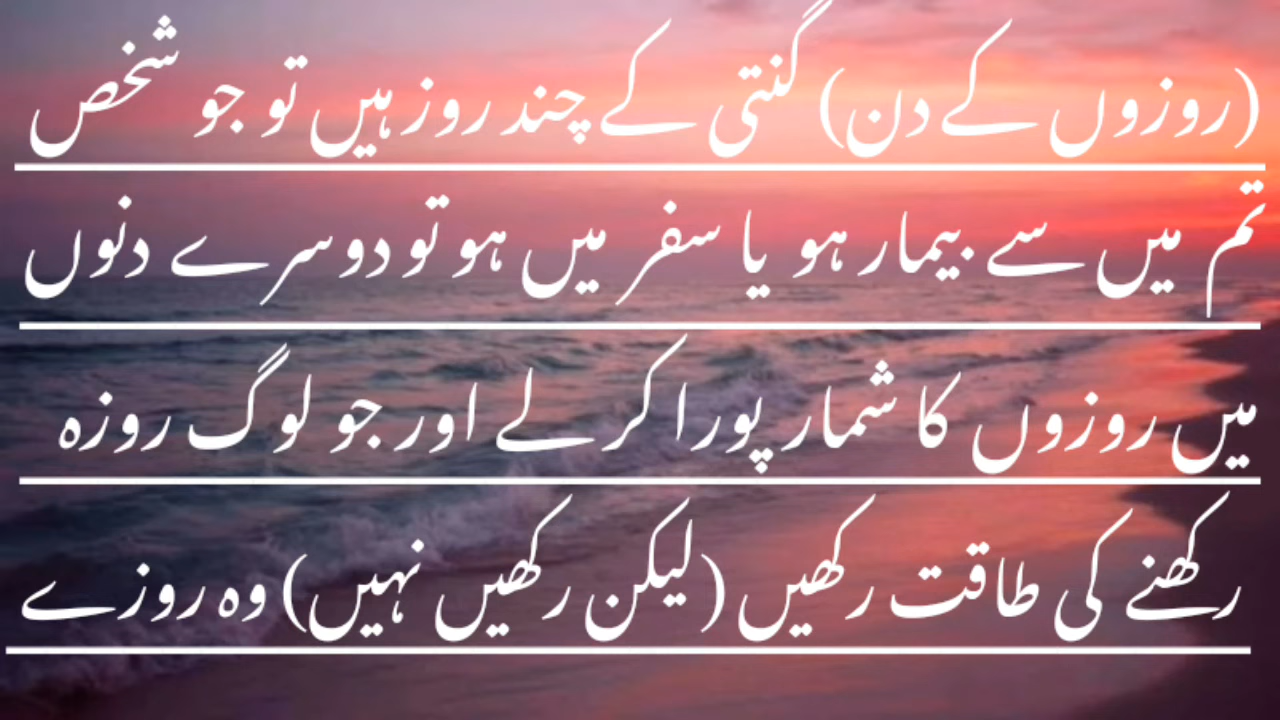 (روزوں کے دن) گنتی کے چند روز ہیں تو جو شخص
تم میں سے بیمار ہو یا سفر میں ہو تو دوسرے دنوں
میں روزوں کا شمار پورا کر لے اور جو لوگ روزہ
رکھنے کی طاقت رکھیں (لیکن رکھیں نہیں) وہ روزے